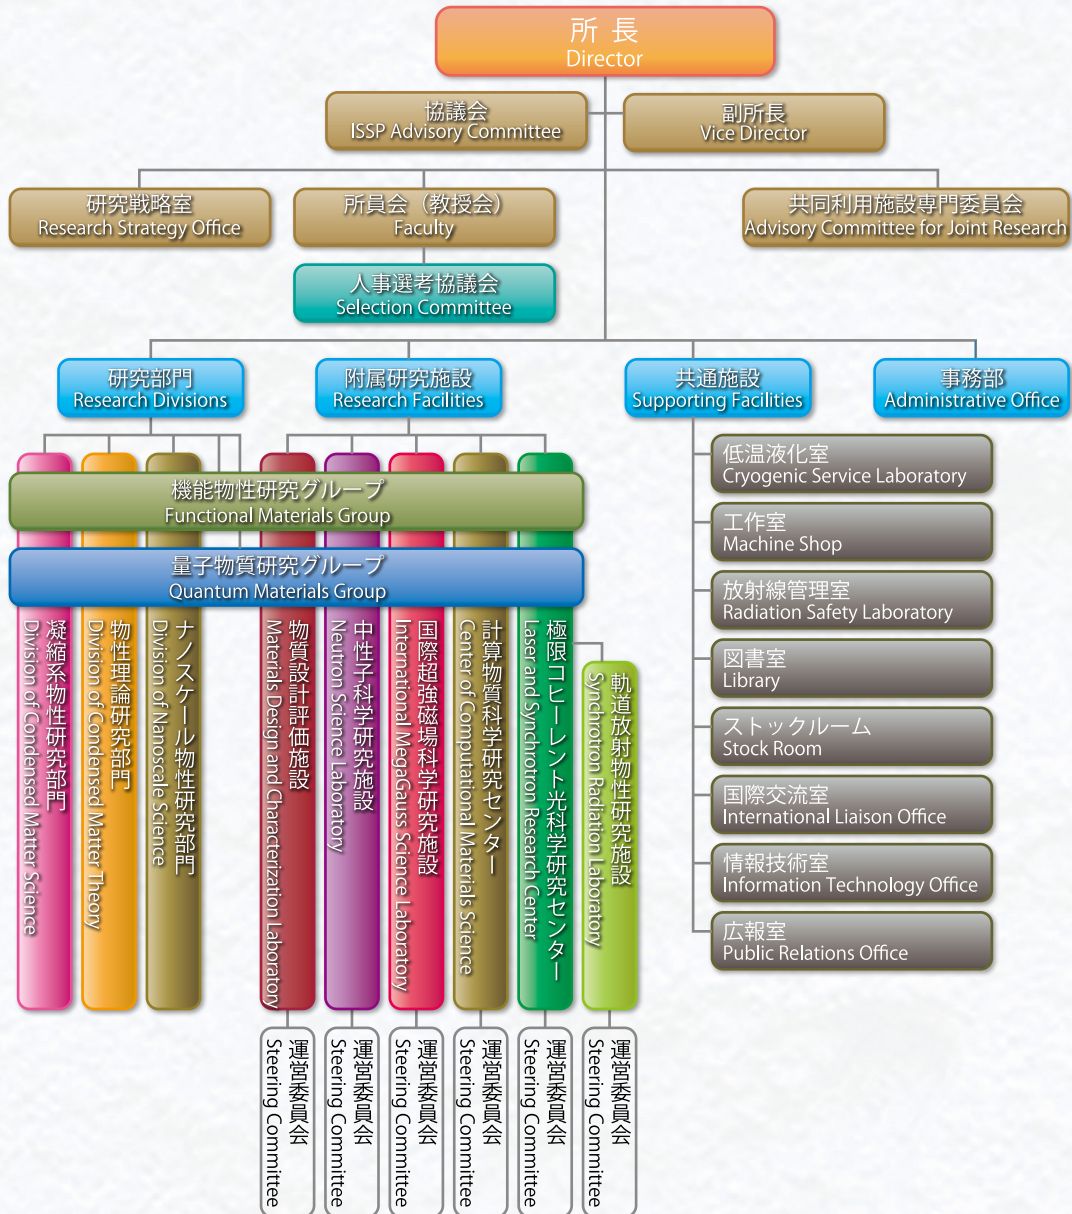 所 長
Director
協議会
ISSP Advisory Committee
副所長
Vice Director
研究戦略室
Research Strategy Office
所員会（教授会）
Faculty
共同利用施設専門委員会
Advisory Committee for Joint Research
人事選考協議会
Selection Committee
研究部門
Research Divisions
附属研究施設
Research Facilities
共通施設
Supporting Facilities
事務部
Administrative Office
機能物性研究グループ
Functional Materials Group
量子物質研究グループ
Quantum Materials Group
凝縮系物性研究部門
Division of Condensed Matter Science
物性理論研究部門
Division of Condensed Matter Theory
ナノスケール物性研究部門
Division of Nanoscale Science
物質設計評価施設
Materials Design and Characterization Laboratory
中性子科学研究施設
Neutron Science Laboratory
国際超強磁場科学研究施設
International MegaGauss Science Laboratory
計算物質科学研究センター
Center of Computational Materials Science
極限コヒーレント光科学研究センター
Laser and Synchrotron Research Center
軌道放射物性研究施設
Synchrotron Radiation Laboratory
低温液化室
Cryogenic Service Laboratory
工作室
Machine Shop
放射線管理室
Radiation Safety Laboratory
図書室
Library
ストックルーム
Stock Room
国際交流室
International Liaison Office
情報技術室
Information Technology Office
広報室
Public Relations Office
運営委員会
Steering Committee
運営委員会
Steering Committee
運営委員会
Steering Committee
運営委員会
Steering Committee
運営委員会
Steering Committee
運営委員会
Steering Committee